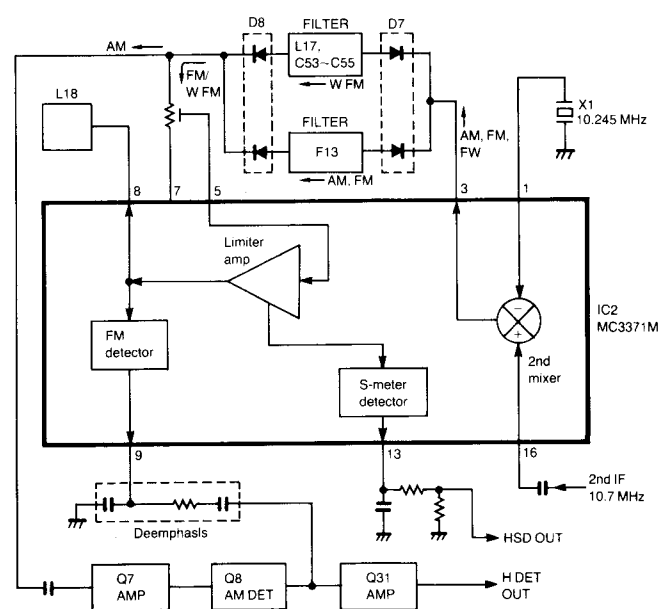 AM
D8
FILTER
D7
L17,
C53~C55
FM/
W FM
W FM
L18
FILTER
F13
AM, FM
AM, FM,
FW
X1
10.245 MHz
8
7
5
3
1
Limiter
amp
IC2
MC3371M
FM
detector
2nd
mixer
S-meter
detector
9
13
16
2nd IF
10.7 MHz
Deemphasis
HSD OUT
Q7
AMP
Q8
AM DET
Q31
AMP
H DET
OUT
−
+